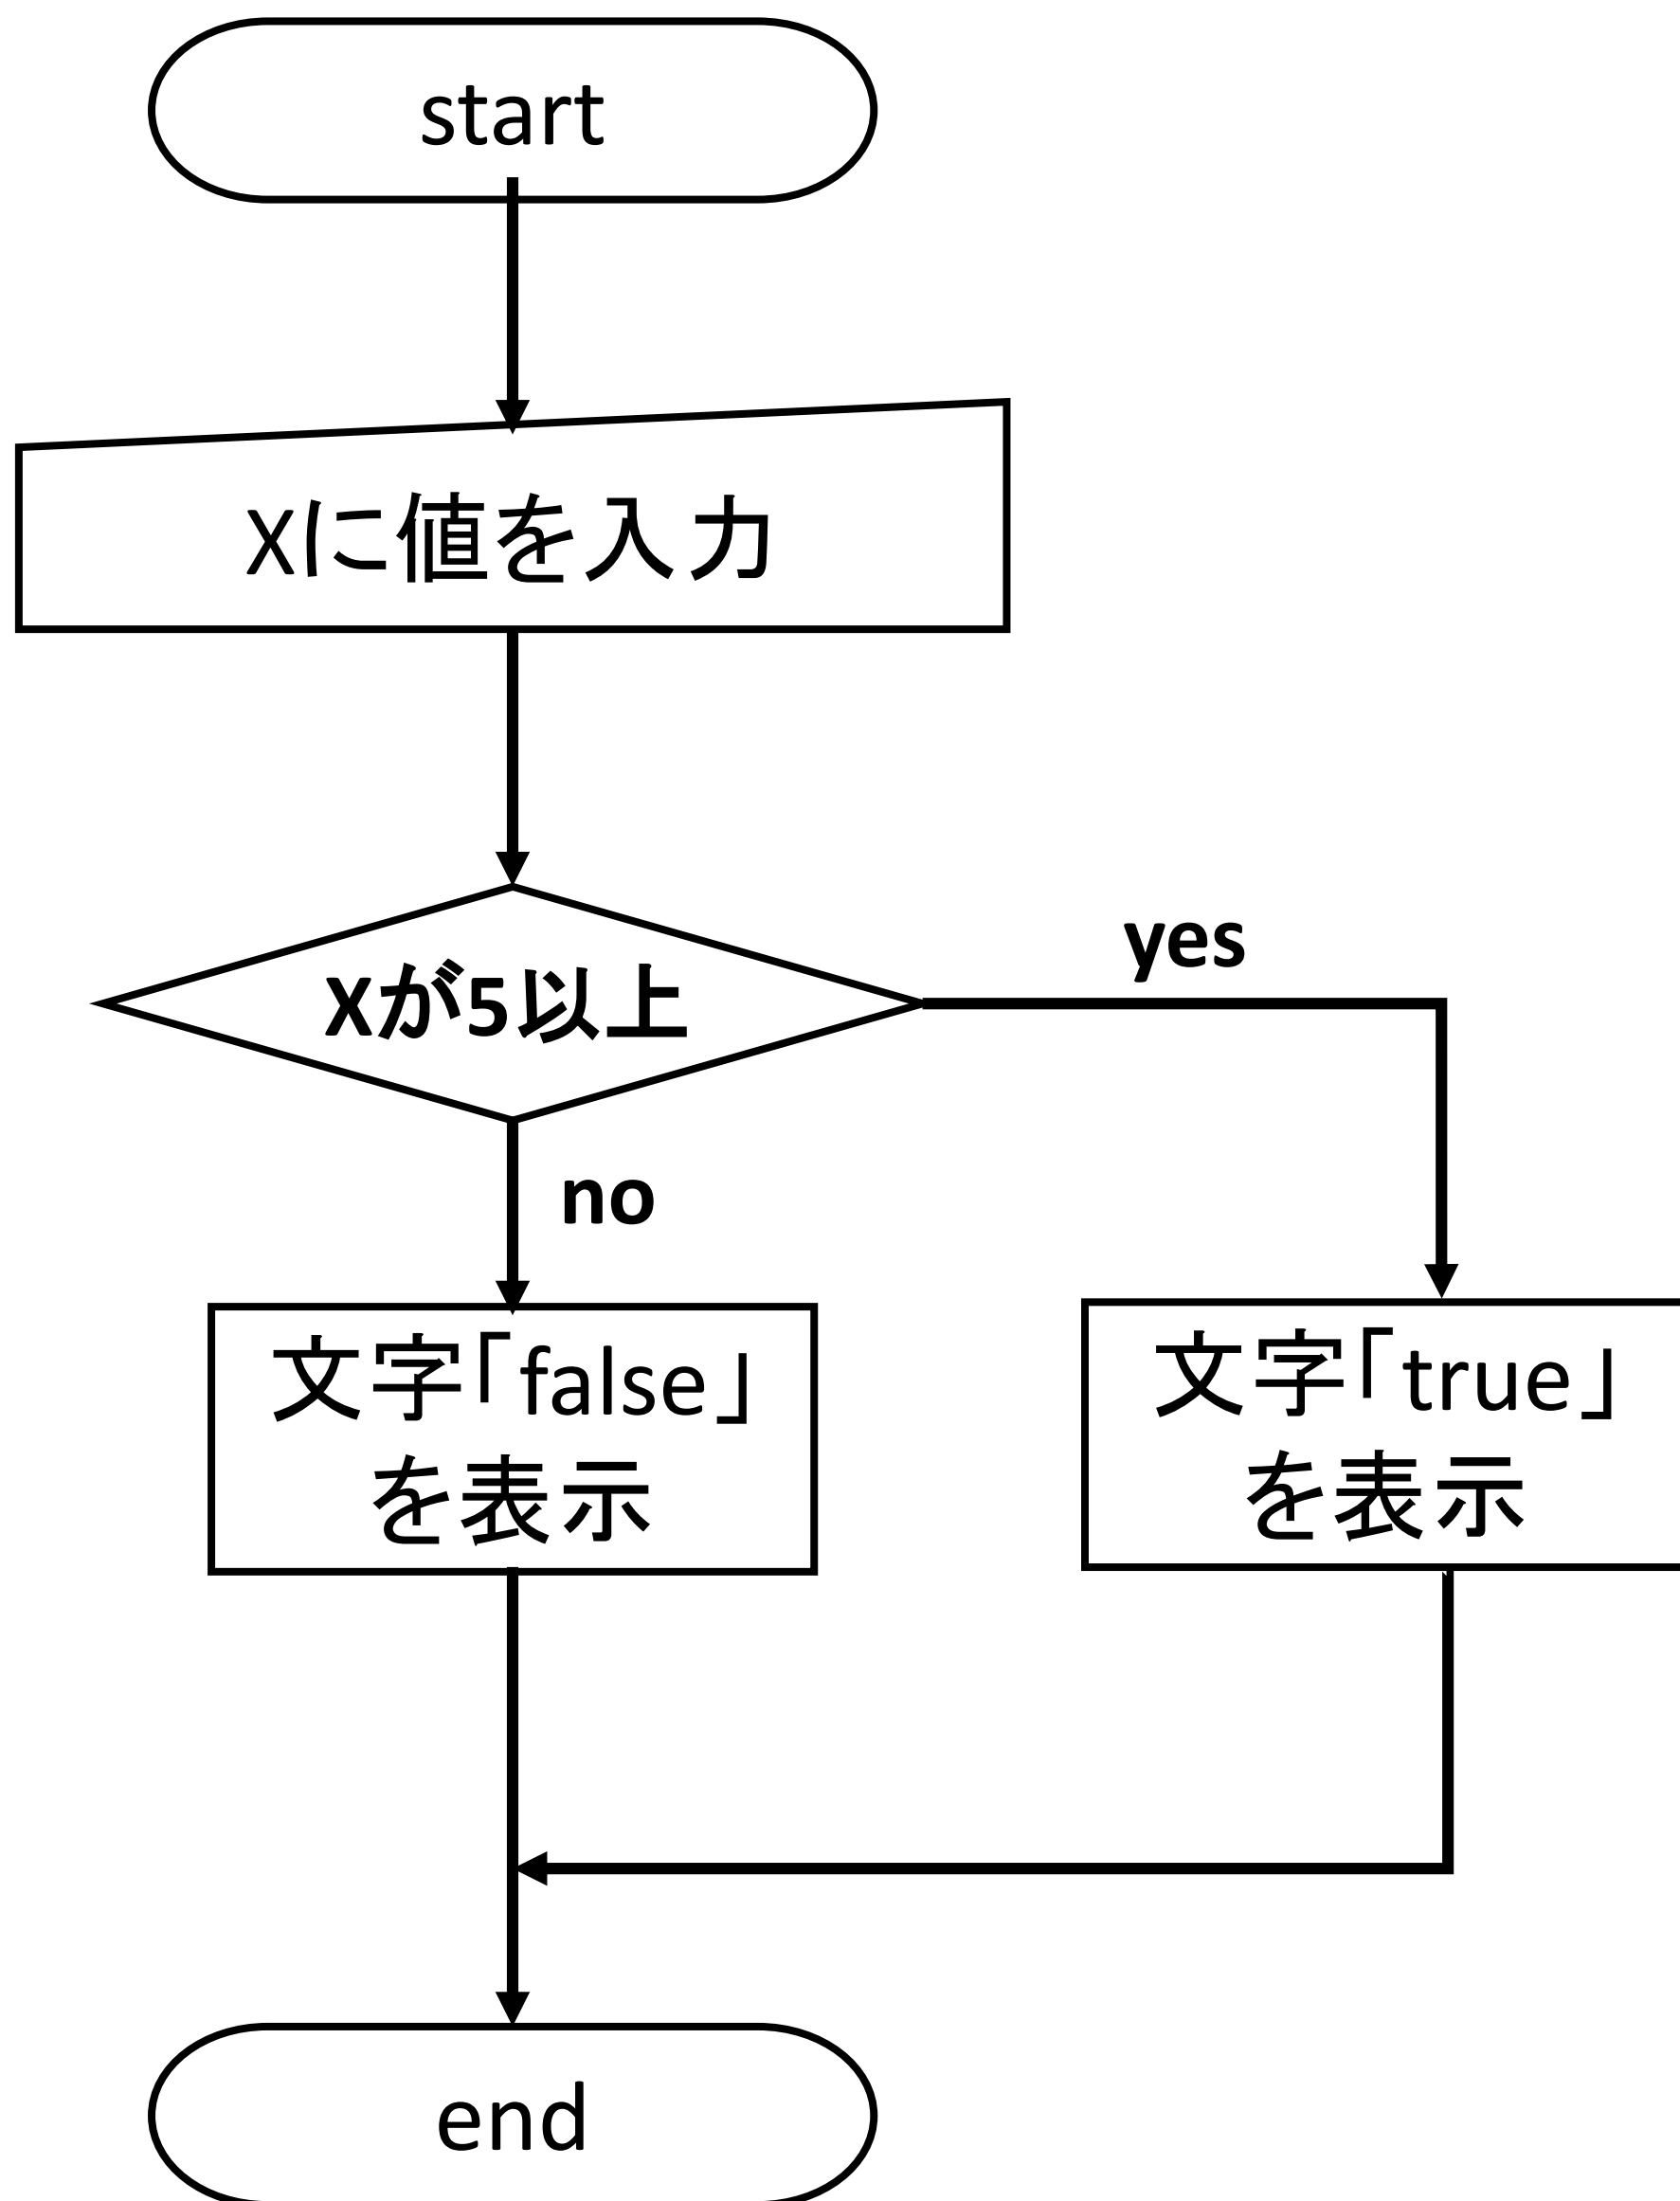 start
Xに値を入力
Xが5以上
yes
no
文字「false」
を表示
文字「true」
を表示
end